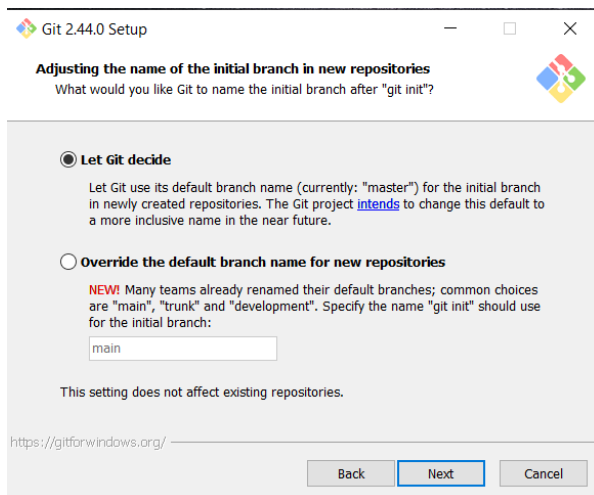 Git 2.44.0 Setup
Adjusting the name of the initial branch in new repositories
What would you like Git to name the initial branch after "git init"?
Let Git decide
Let Git use its default branch name (currently: "master") for the initial branch
in newly created repositories. The Git project intends to change this default to
a more inclusive name in the near future.
Override the default branch name for new repositories
NEW! Many teams already renamed their default branches; common choices
are "main", "trunk" and "development". Specify the name "git init" should use
for the initial branch:
main
This setting does not affect existing repositories.
https://gitforwindows.org/
Back Next Cancel